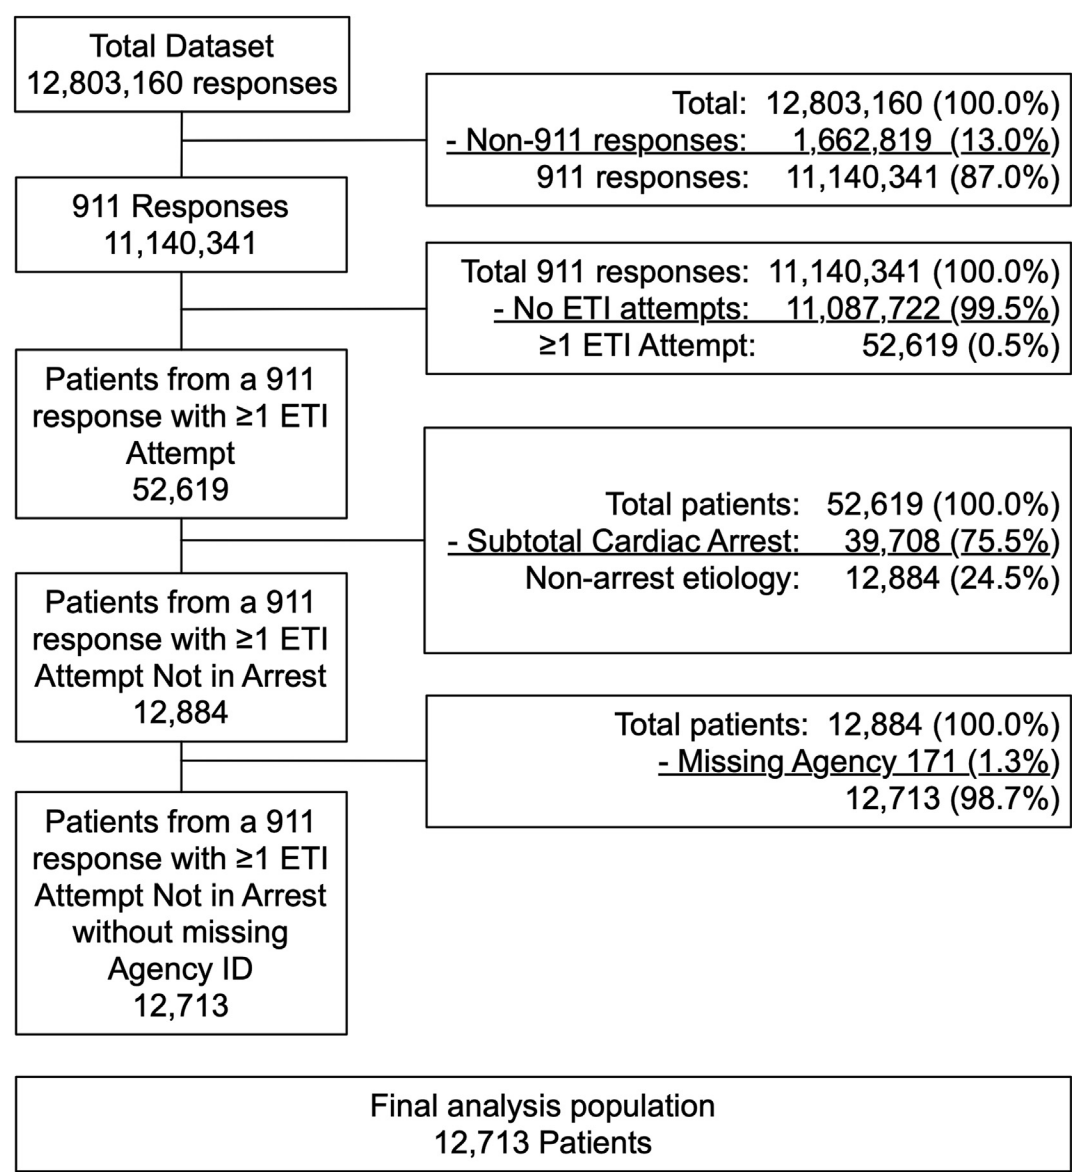 Total Dataset
12,803,160 responses
Total: 12,803,160 (100.0%)
- Non-911 responses: 1,662,819 (13.0%)
911 responses: 11,140,341 (87.0%)
911 Responses
11,140,341
Total 911 responses: 11,140,341 (100.0%)
- No ETI attempts: 11,087,722 (99.5%)
≥1 ETI Attempt: 52,619 (0.5%)
Patients from a 911
response with ≥1 ETI
Attempt
52,619
Total patients: 52,619 (100.0%)
- Subtotal Cardiac Arrest: 39,708 (75.5%)
Non-arrest etiology: 12,884 (24.5%)
Patients from a 911
response with ≥1 ETI
Attempt Not in Arrest
12,884
Total patients: 12,884 (100.0%)
- Missing Agency 171 (1.3%)
12,713 (98.7%)
Patients from a 911
response with ≥1 ETI
Attempt Not in Arrest
without missing
Agency ID
12,713
Final analysis population
12,713 Patients